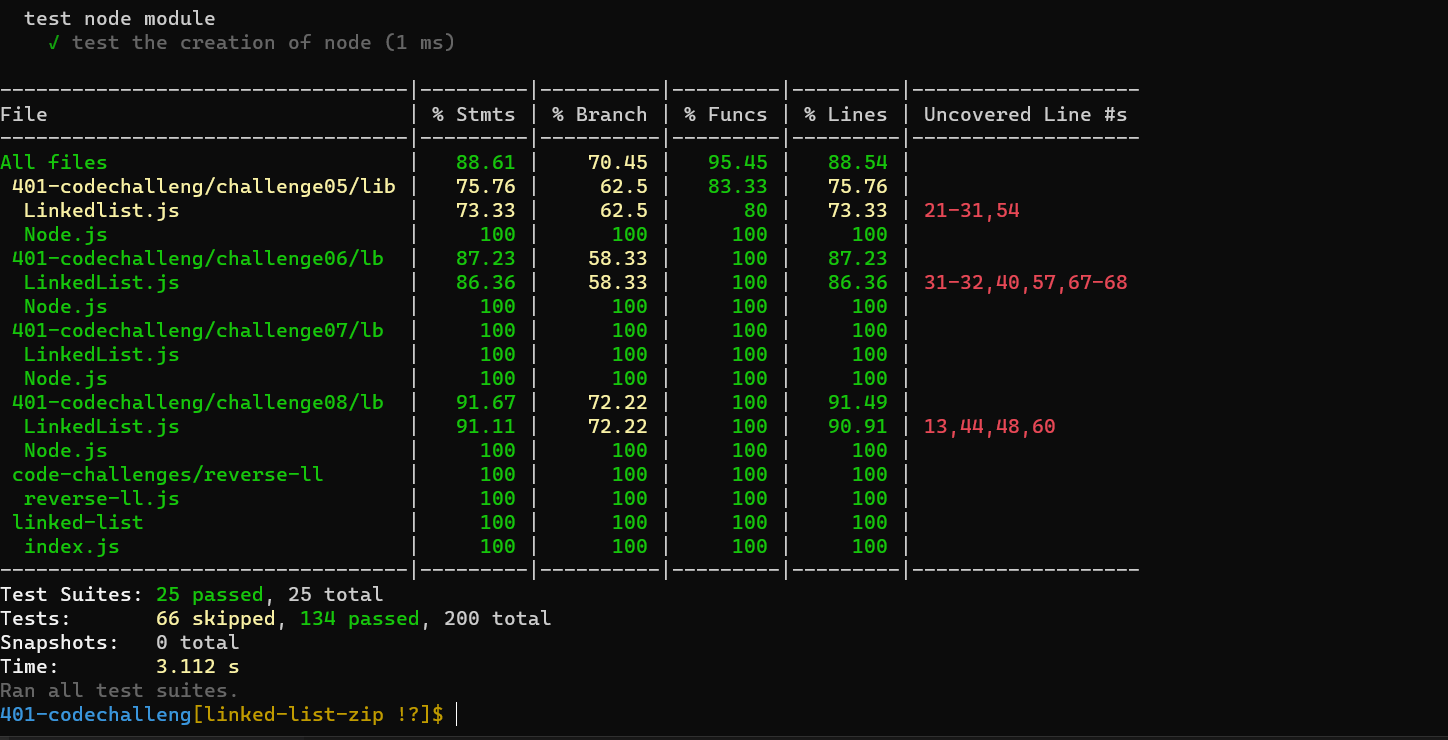 test node module
√ test the creation of node (1 ms)
----------------------------------|---------|----------|---------|---------|-------------------
File                              | % Stmts | % Branch | % Funcs | % Lines | Uncovered Line #s
----------------------------------|---------|----------|---------|---------|-------------------
All files                         |   88.61 |    70.45 |   95.45 |   88.54 |
 401-codechalleng/challenge05/lib |   75.76 |     62.5 |   83.33 |   75.76 |
  Linkedlist.js                   |   73.33 |     62.5 |      80 |   73.33 | 21-31,54
  Node.js                         |     100 |      100 |     100 |     100 |
 401-codechalleng/challenge06/lb  |   87.23 |    58.33 |     100 |   87.23 |
  LinkedList.js                   |   86.36 |    58.33 |     100 |   86.36 | 31-32,40,57,67-68
  Node.js                         |     100 |      100 |     100 |     100 |
 401-codechalleng/challenge07/lb  |     100 |      100 |     100 |     100 |
  LinkedList.js                   |     100 |      100 |     100 |     100 |
  Node.js                         |     100 |      100 |     100 |     100 |
 401-codechalleng/challenge08/lb  |   91.67 |    72.22 |     100 |   91.49 |
  LinkedList.js                   |   91.11 |    72.22 |     100 |   90.91 | 13,44,48,60
  Node.js                         |     100 |      100 |     100 |     100 |
 code-challenges/reverse-ll       |     100 |      100 |     100 |     100 |
  reverse-ll.js                   |     100 |      100 |     100 |     100 |
 linked-list                      |     100 |      100 |     100 |     100 |
  index.js                        |     100 |      100 |     100 |     100 |
----------------------------------|---------|----------|---------|---------|-------------------
Test Suites: 25 passed, 25 total
Tests:       66 skipped, 134 passed, 200 total
Snapshots:   0 total
Time:        3.112 s
Ran all test suites.
401-codechalleng[linked-list-zip !?]$